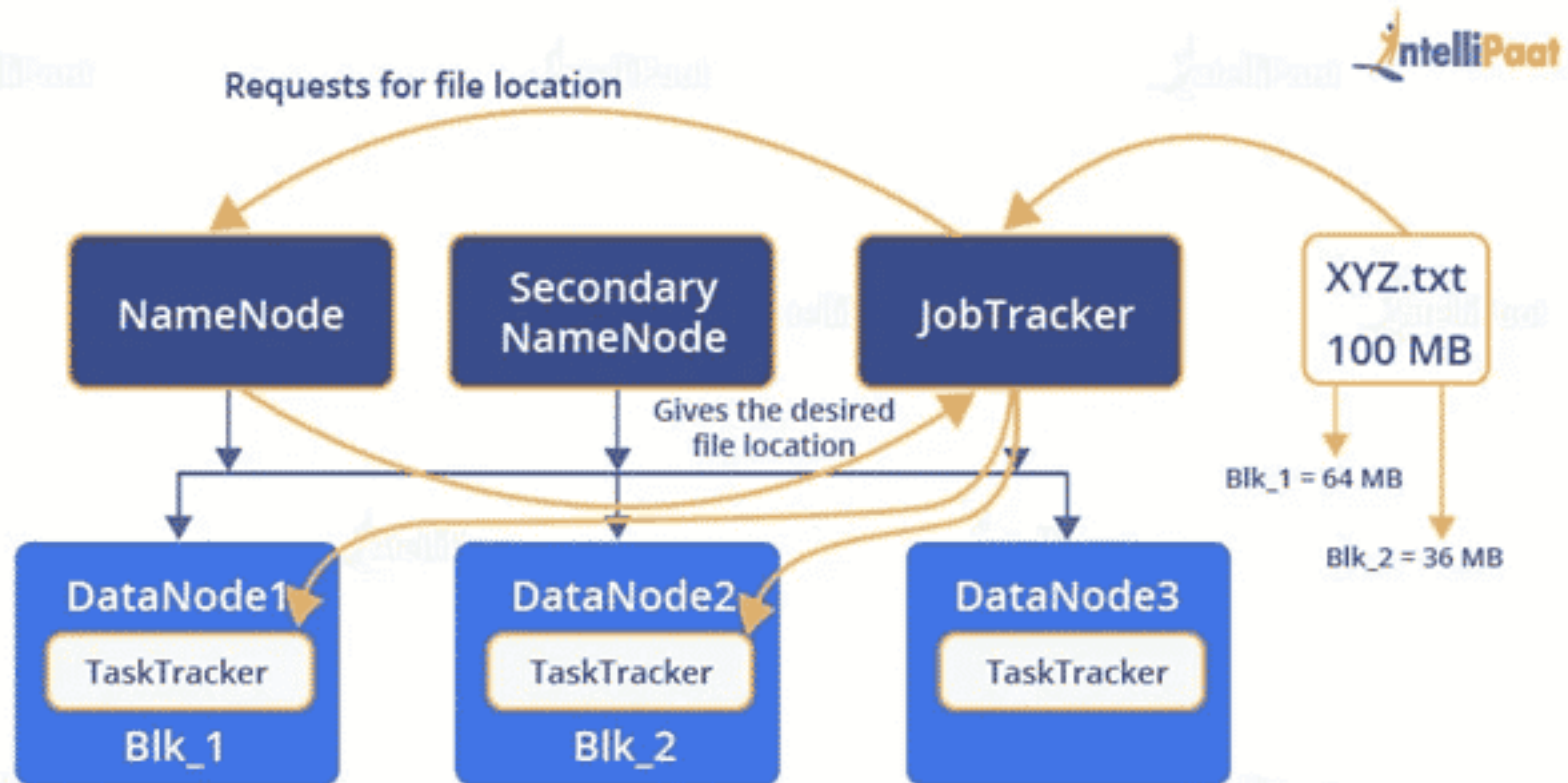 IntelliPaat
Requests for file location
NameNode
Secondary
NameNode
JobTracker
XYZ.txt
100 MB
Gives the desired
file location
Blk_1 = 64 MB
Blk_2 = 36 MB
DataNode1
TaskTracker
Blk_1
DataNode2
TaskTracker
Blk_2
DataNode3
TaskTracker